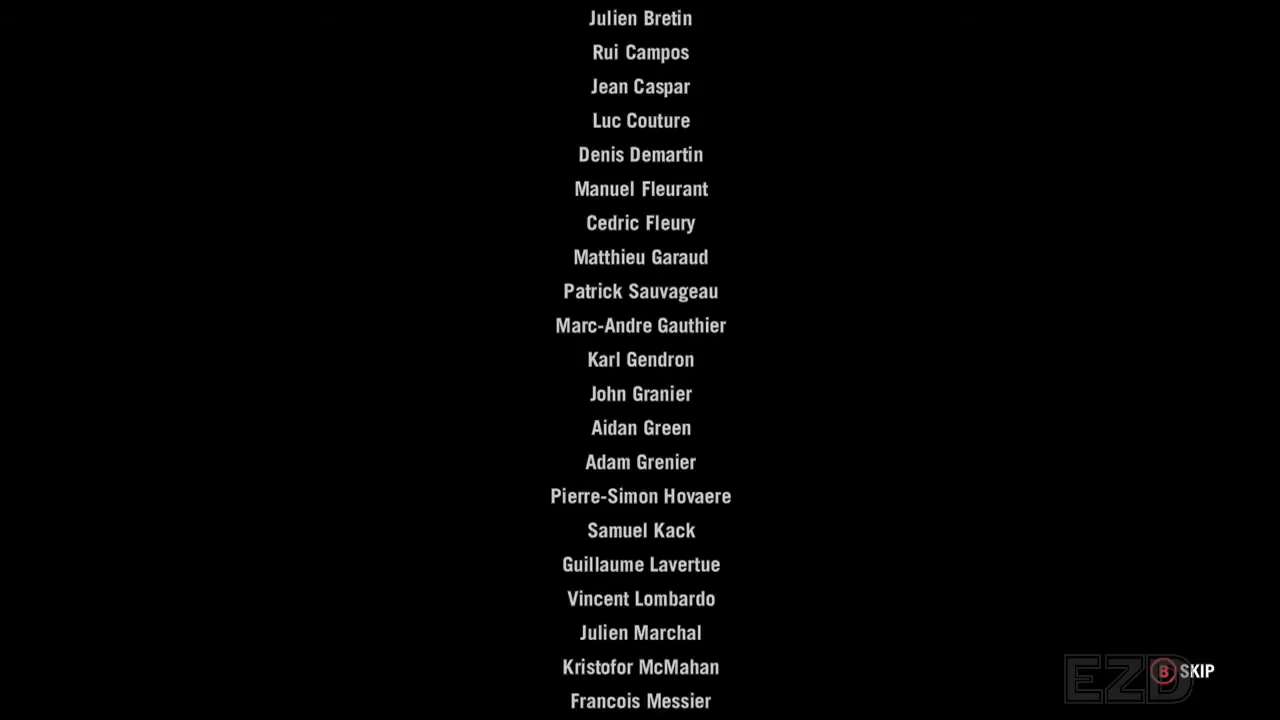 Julien Bretin
Rui Campos
Jean Caspar
Luc Couture
Denis Demartin
Manuel Fleurant
Cedric Fleury
Matthieu Garaud
Patrick Sauvageau
Marc-Andre Gauthier
Karl Gendron
John Granier
Aidan Green
Adam Grenier
Pierre-Simon Hovaere
Samuel Kack
Guillaume Lavertue
Vincent Lombardo
Julien Marchal
Kristofor McMahan
Francois Messier
EZD
B SKIP